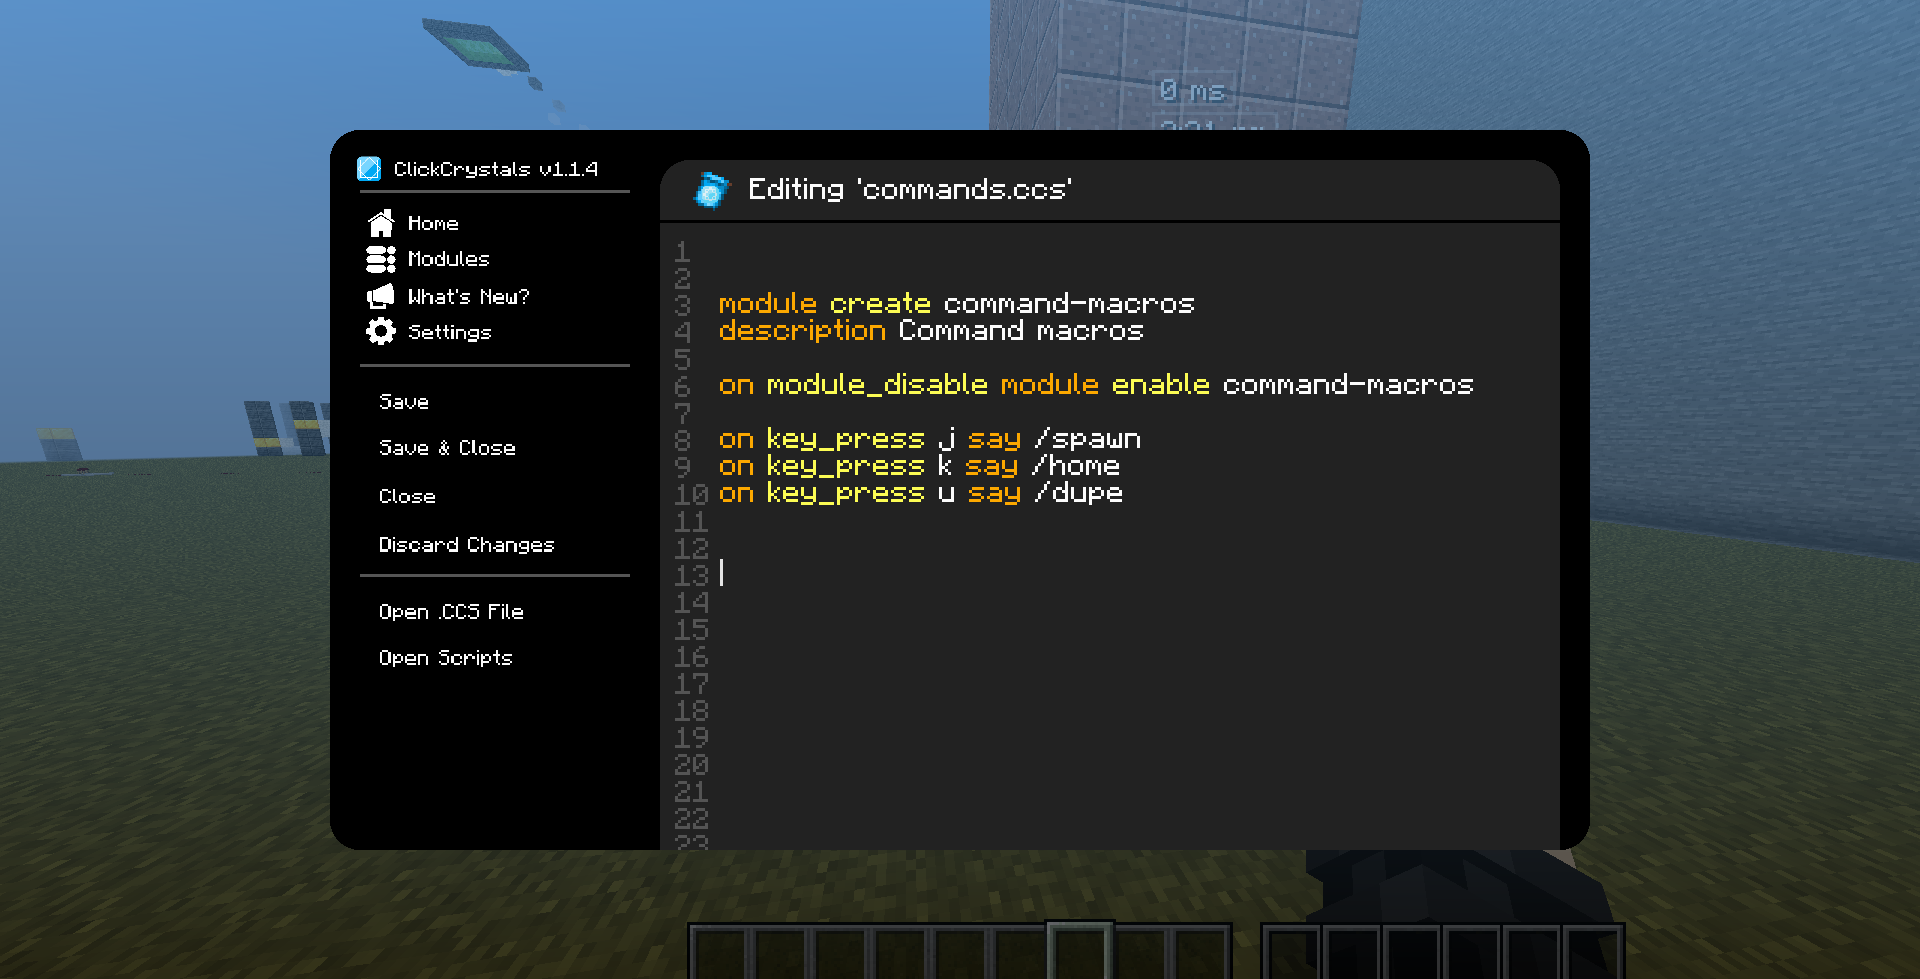 0 ms
ClickCrystals v1.1.4
Home
Modules
What's New?
Settings
Save
Save & Close
Close
Discard Changes
Open .CCS File
Open Scripts
Editing 'commands.ccs'
1
2
3 module create command-macros
4 description Command macros
5
6 on module_disable module enable command-macros
7
8 on key_press j say /spawn
9 on key_press k say /home
10 on key_press u say /dupe
11
12
13
14
15
16
17
18
19
20
21
22
23